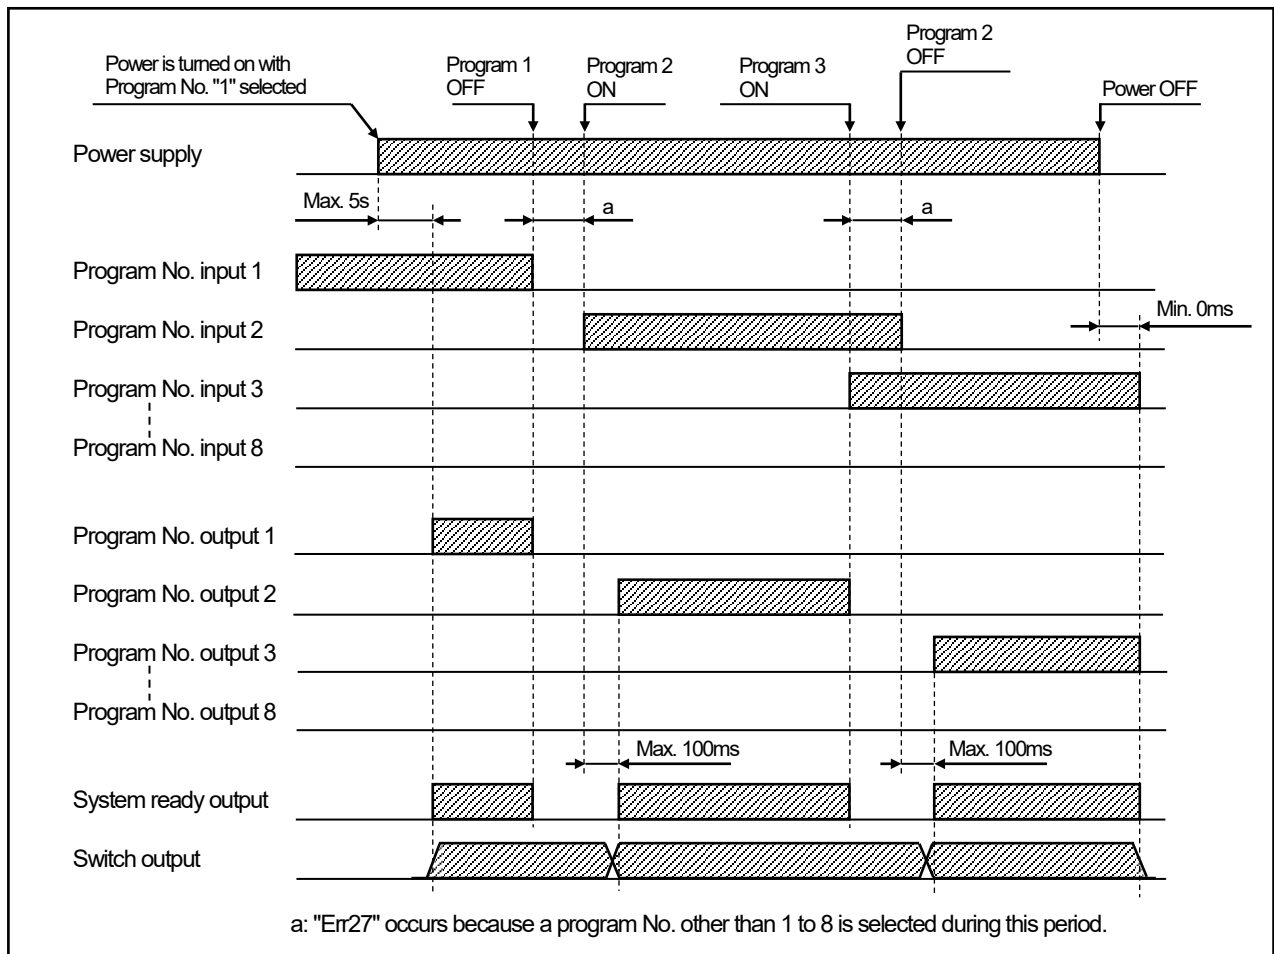 Power is turned on with
Program No. "1" selected
Program 1
OFF
Program 2
ON
Program 3
ON
Program 2
OFF
Power OFF
Power supply
Max. 5s
a
a
Program No. input 1
Program No. input 2
Min. 0ms
Program No. input 3
Program No. input 8
Program No. output 1
Program No. output 2
Program No. output 3
Program No. output 8
Max. 100ms
Max. 100ms
System ready output
Switch output
a: "Err27" occurs because a program No. other than 1 to 8 is selected during this period.